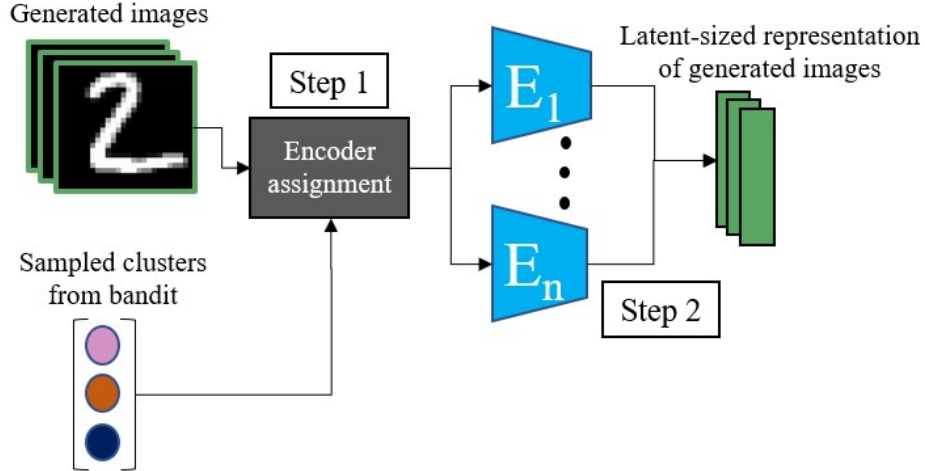 Generated images
Step 1
Encoder
assignment
E1
En
Step 2
Latent-sized representation
of generated images
Sampled clusters
from bandit